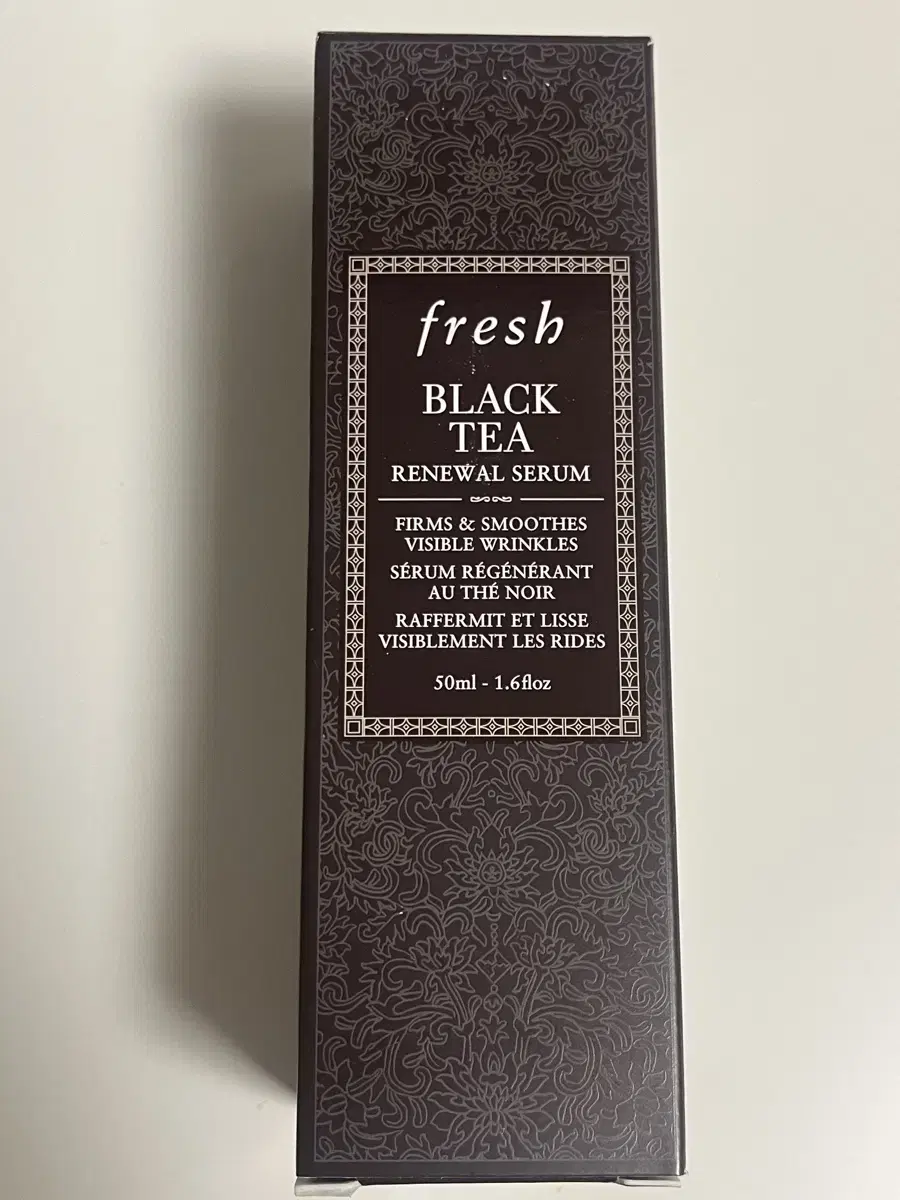 fresh
BLACK
TEA
RENEWAL SERUM
FIRMS & SMOOTHES
VISIBLE WRINKLES
SÉRUM RÉGÉNÉRANT
AU THÉ NOIR
RAFFERMIT ET LISSE
VISIBLEMENT LES RIDES
50ml - 1.6floz